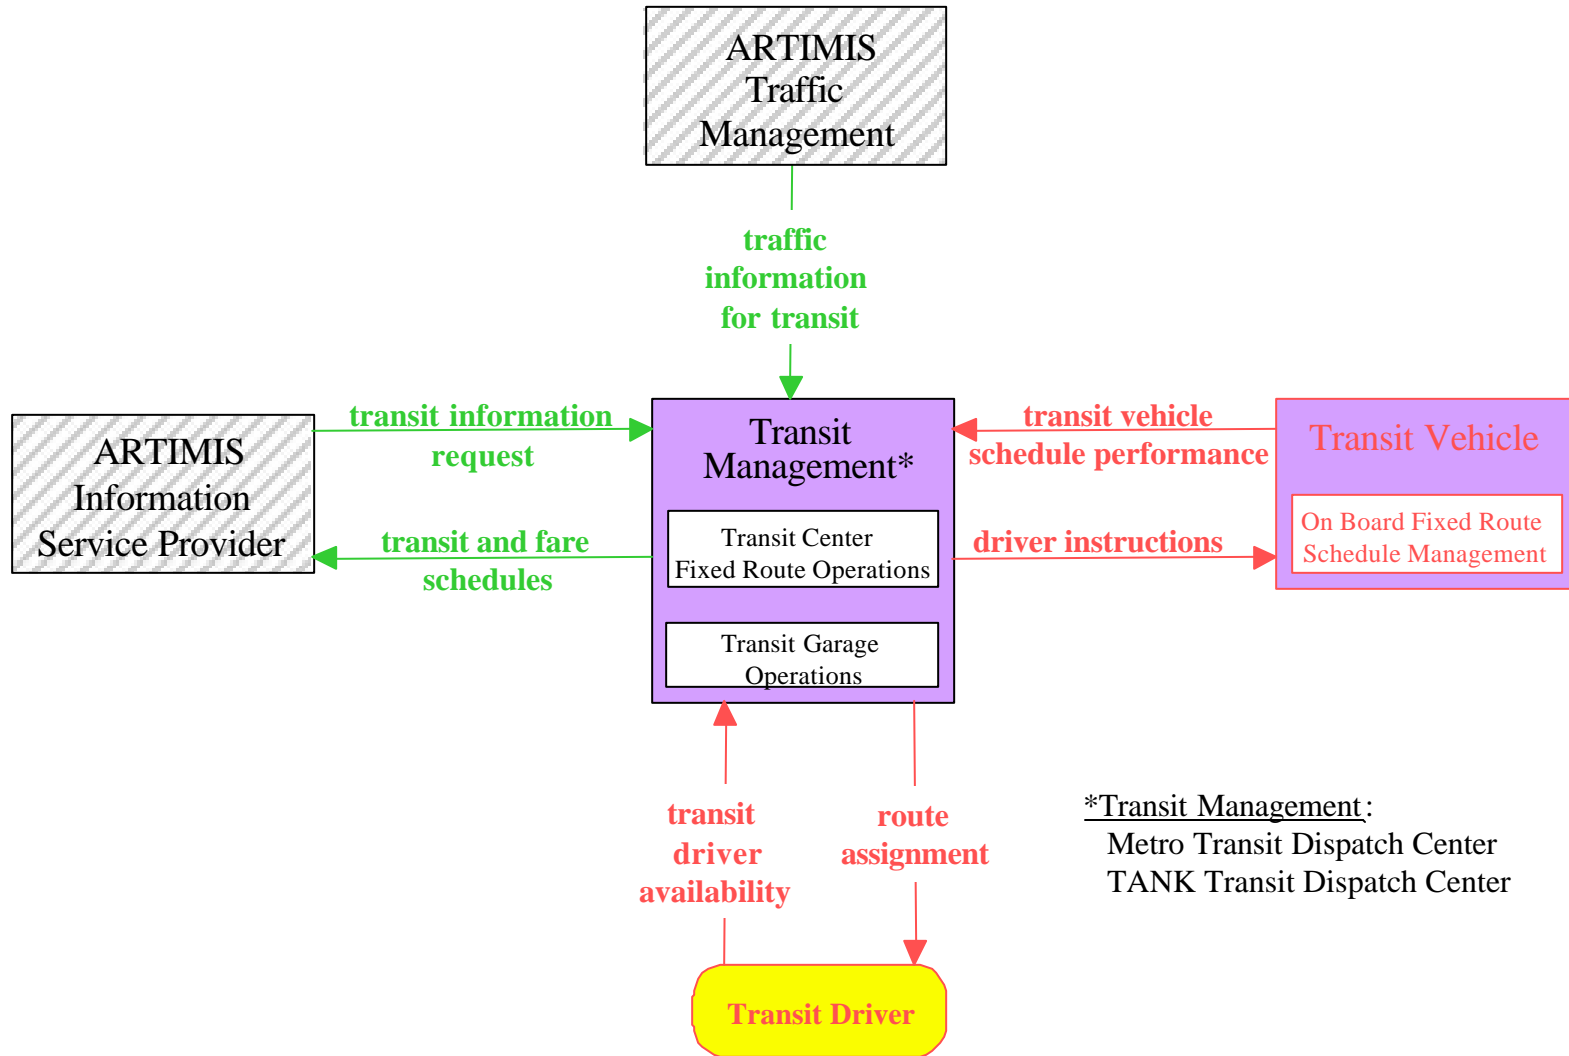 ARTIMIS
Traffic
Management
traffic
information
for transit
transit information
request
ARTIMIS
Information
Service Provider
transit and fare
schedules
Transit
Management*
Transit Center
Fixed Route Operations
Transit Garage
Operations
transit vehicle
schedule performance
driver instructions
Transit Vehicle
On Board Fixed Route
Schedule Management
transit
driver
availability
route
assignment
*Transit Management:
Metro Transit Dispatch Center
TANK Transit Dispatch Center
Transit Driver